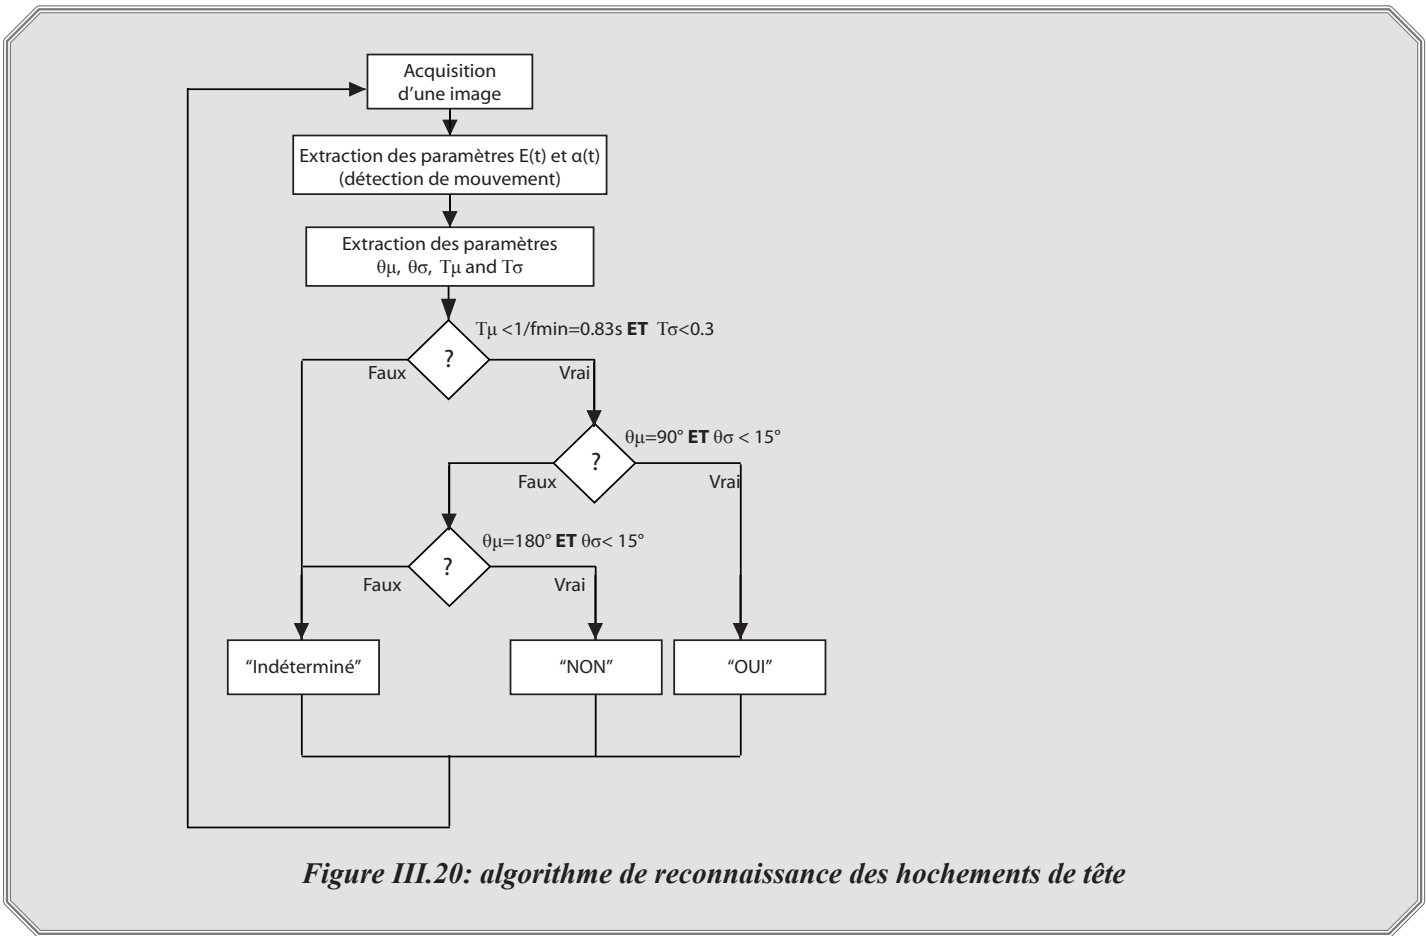 Acquisition
d'une image
Extraction des paramètres E(t) et α(t)
(détection de mouvement)
Extraction des paramètres
θμ, θσ, Tμ and Tσ
Tμ <1/fmin=0.83s ET Tσ<0.3
?
Faux
Vrai
θμ=90° ET θσ < 15°
?
Faux
Vrai
θμ=180° ET θσ< 15°
?
Faux
Vrai
“Indéterminé”
“NON”
“OUI”
Figure III.20: algorithme de reconnaissance des hochements de tête